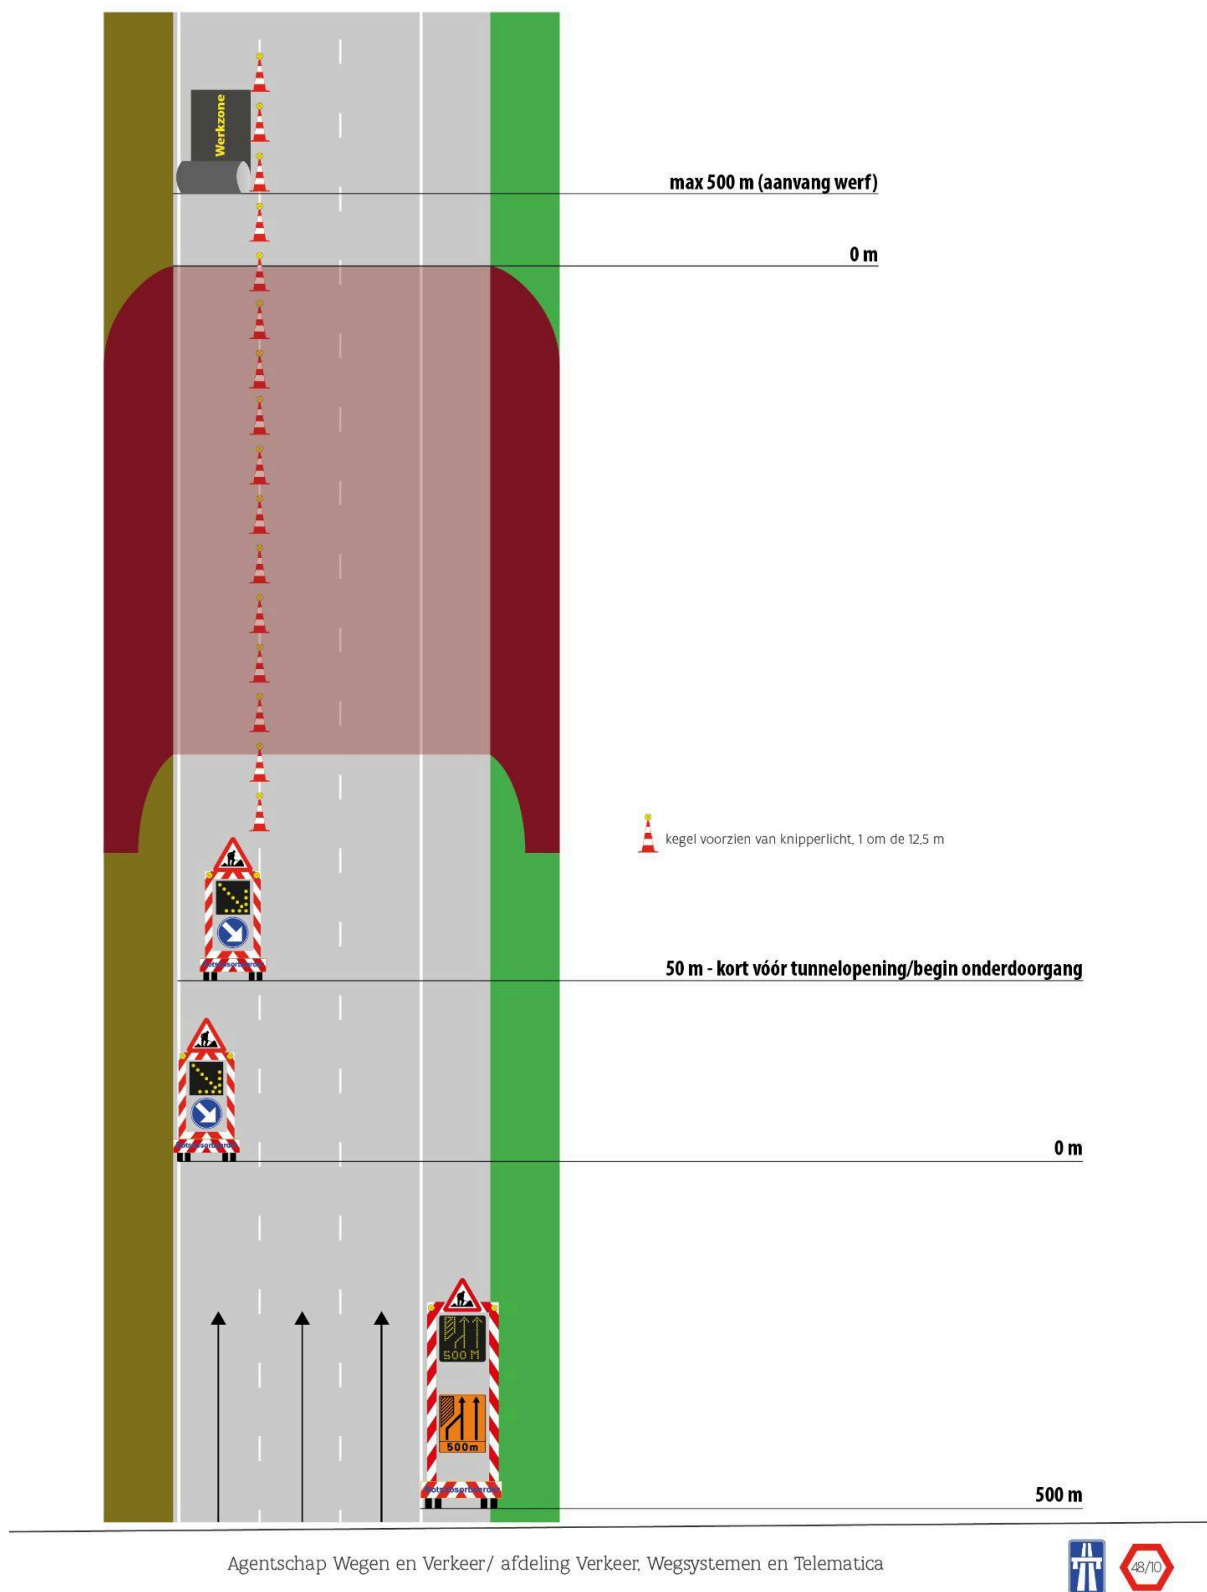 Werkzone
max 500 m (aanvang werf)
0 m
kegel voorzien van knipperlicht, 1 om de 12,5 m
50 m - kort vóór tunnelopening/begin onderdoorgang
0 m
500 M
500m
500 m
Agentschap Wegen en Verkeer/ afdeling Verkeer, Wegsystemen en Telematica
48/10